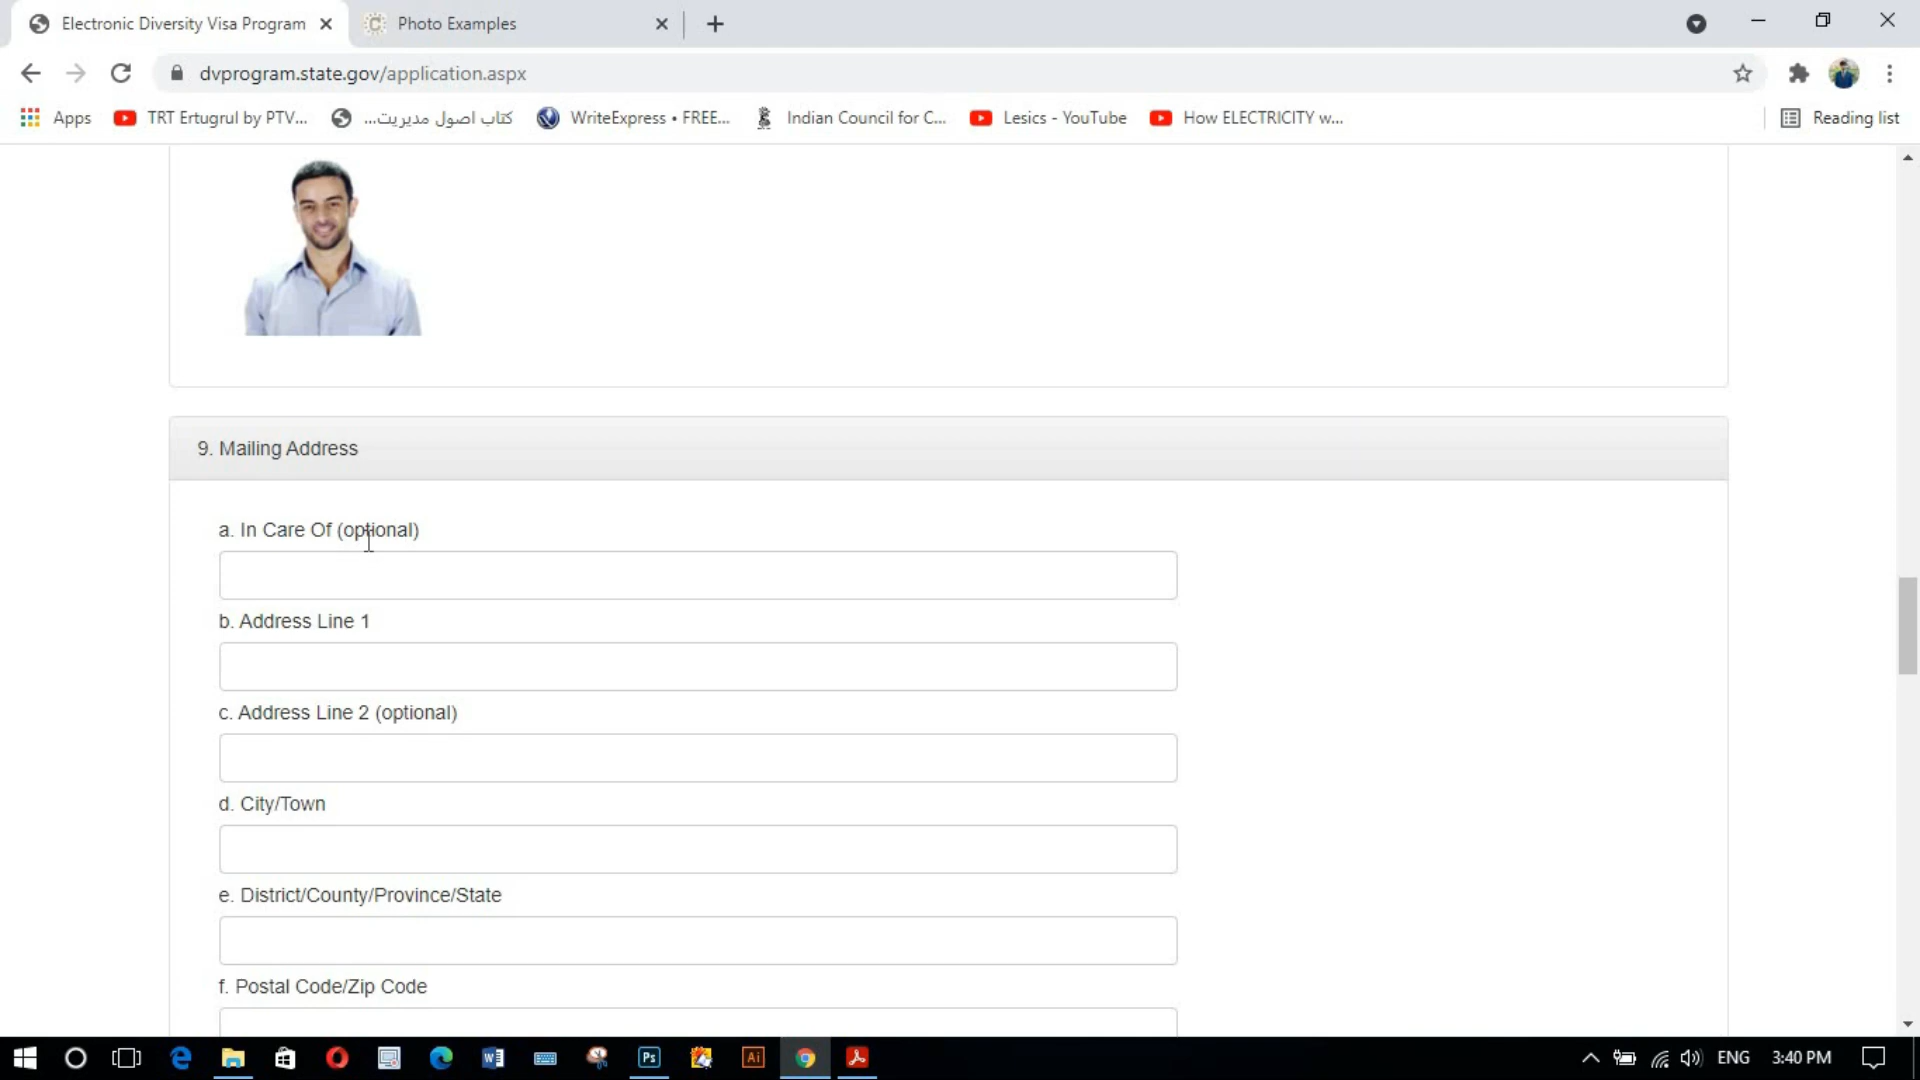 Electronic Diversity Visa Program
Photo Examples
dvprogram.state.gov/application.aspx
Apps
TRT Ertugrul by PTV...
كتاب اصول مديريت...
WriteExpress • FREE...
Indian Council for C...
Lesics - YouTube
How ELECTRICITY w...
Reading list
9. Mailing Address
a. In Care Of (optional)
b. Address Line 1
c. Address Line 2 (optional)
d. City/Town
e. District/County/Province/State
f. Postal Code/Zip Code
Ps
Ai
ENG
3:40 PM